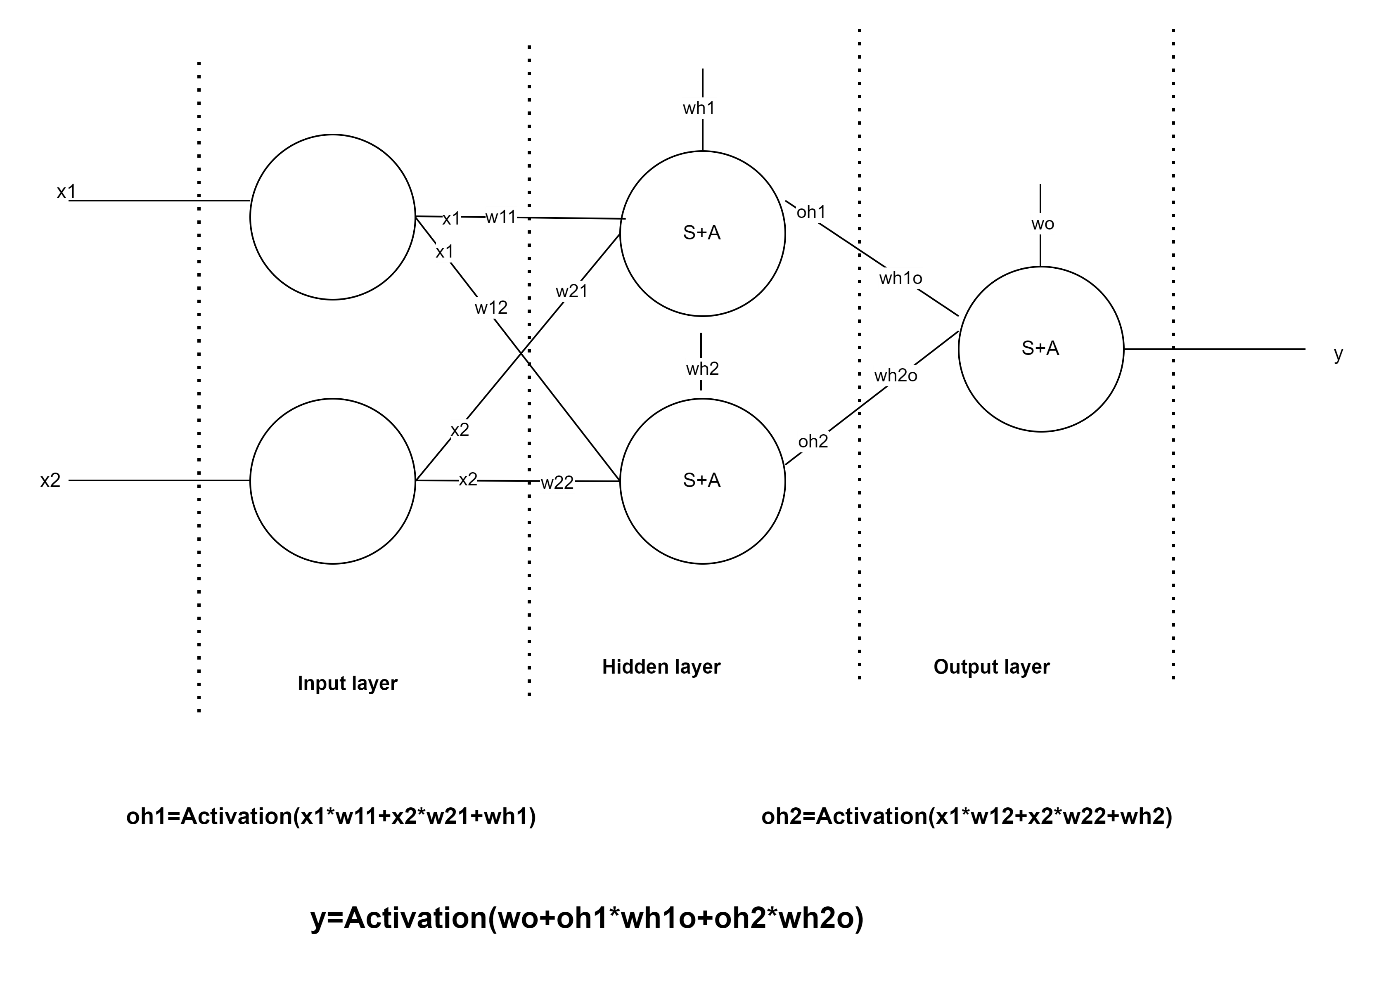 wh1
x1
x1 w11
S+A
oh1
wo
x1
w21
w12
wh1o
S+A
y
wh2
wh2o
x2
oh2
x2
x2
w22
S+A
Input layer
Hidden layer
Output layer
oh1=Activation(x1*w11+x2*w21+wh1)
oh2=Activation(x1*w12+x2*w22+wh2)
y=Activation(wo+oh1*wh1o+oh2*wh2o)